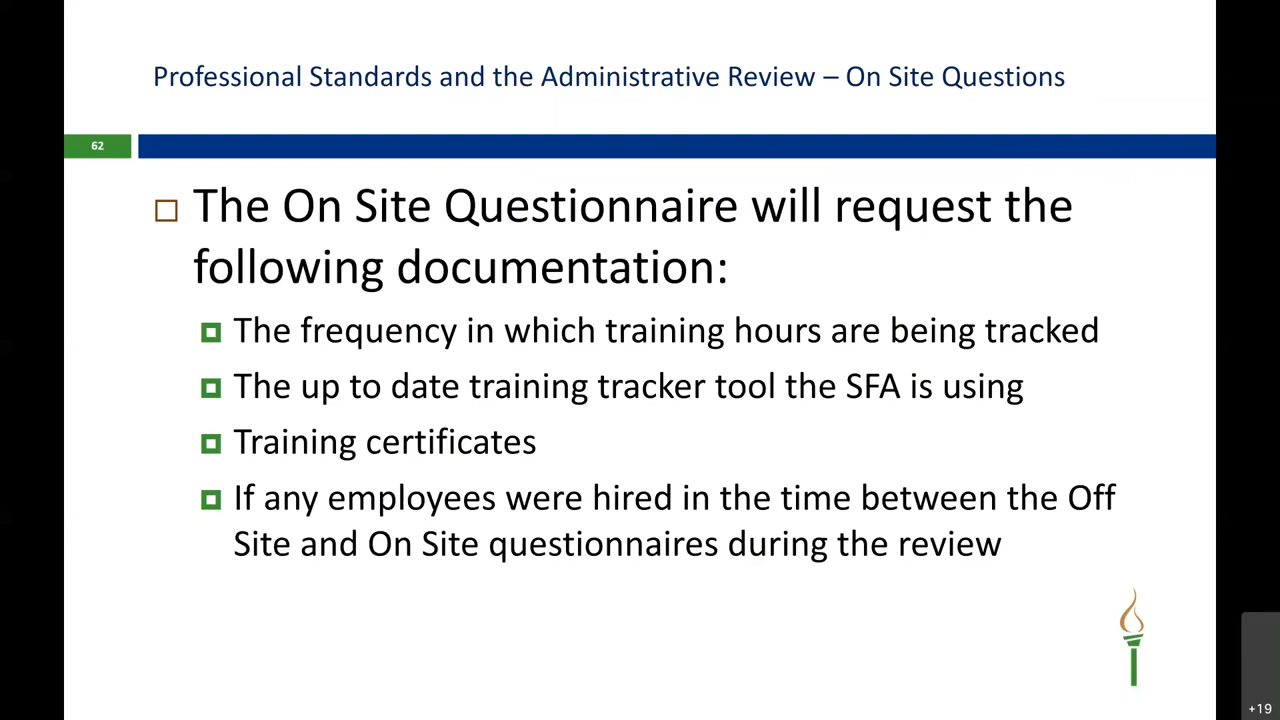 Professional Standards and the Administrative Review – On Site Questions
62
The On Site Questionnaire will request the
following documentation:
The frequency in which training hours are being tracked
The up to date training tracker tool the SFA is using
Training certificates
If any employees were hired in the time between the Off
Site and On Site questionnaires during the review
+19